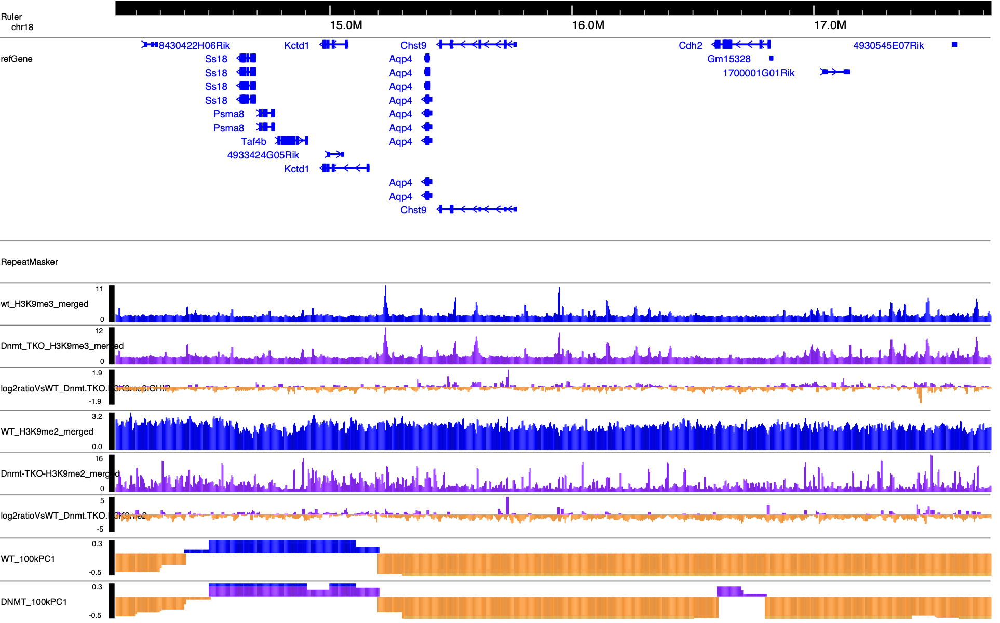 Ruler
chr18
15.0M 16.0M 17.0M
refGene
8430422H06Rik Kctd1 Chst9 Cdh2 4930545E07Rik
Ss18 Aqp4 Gm15328
Ss18 Aqp4 1700001G01Rik
Ss18 Aqp4
Ss18 Aqp4
Psma8 Aqp4
Psma8 Aqp4
Taf4b Aqp4
4933424G05Rik
Kctd1
Aqp4
Aqp4
Chst9
RepeatMasker
11
wt_H3K9me3_merged
0
12
Dnmt_TKO_H3K9me3_merged
0
1.9
log2ratioVsWT_Dnmt.TKO.H3K9me3.CHIP
-1.9
3.2
WT_H3K9me2_merged
0.0
16
Dnmt-TKO-H3K9me2_merged
0
5
log2ratioVsWT_Dnmt.TKO.H3K9me2
-5
0.3
WT_100kPC1
-0.5
0.3
DNMT_100kPC1
-0.5